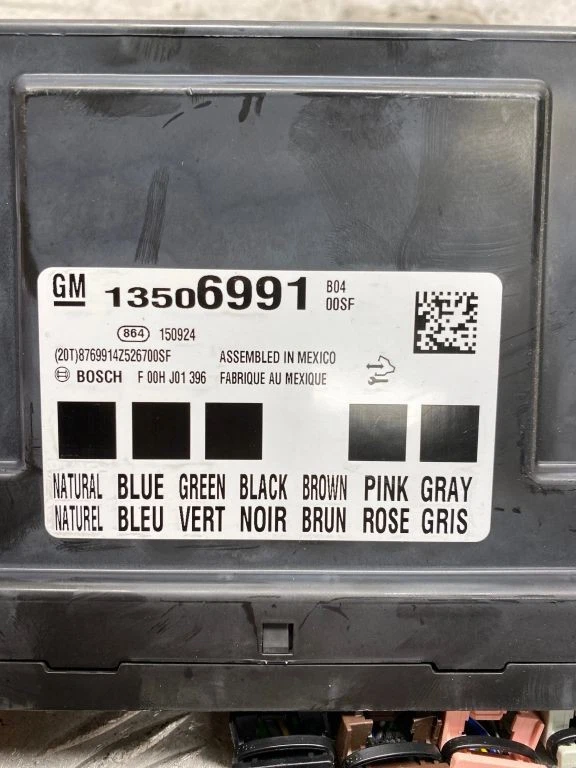 GM 13506991 B04
00SF
864 150924
(20T)8769914Z526700SF ASSEMBLED IN MEXICO
BOSCH F 00H J01 396 FABRIQUE AU MEXIQUE
NATURAL BLUE GREEN BLACK BROWN PINK GRAY
NATUREL BLEU VERT NOIR BRUN ROSE GRIS